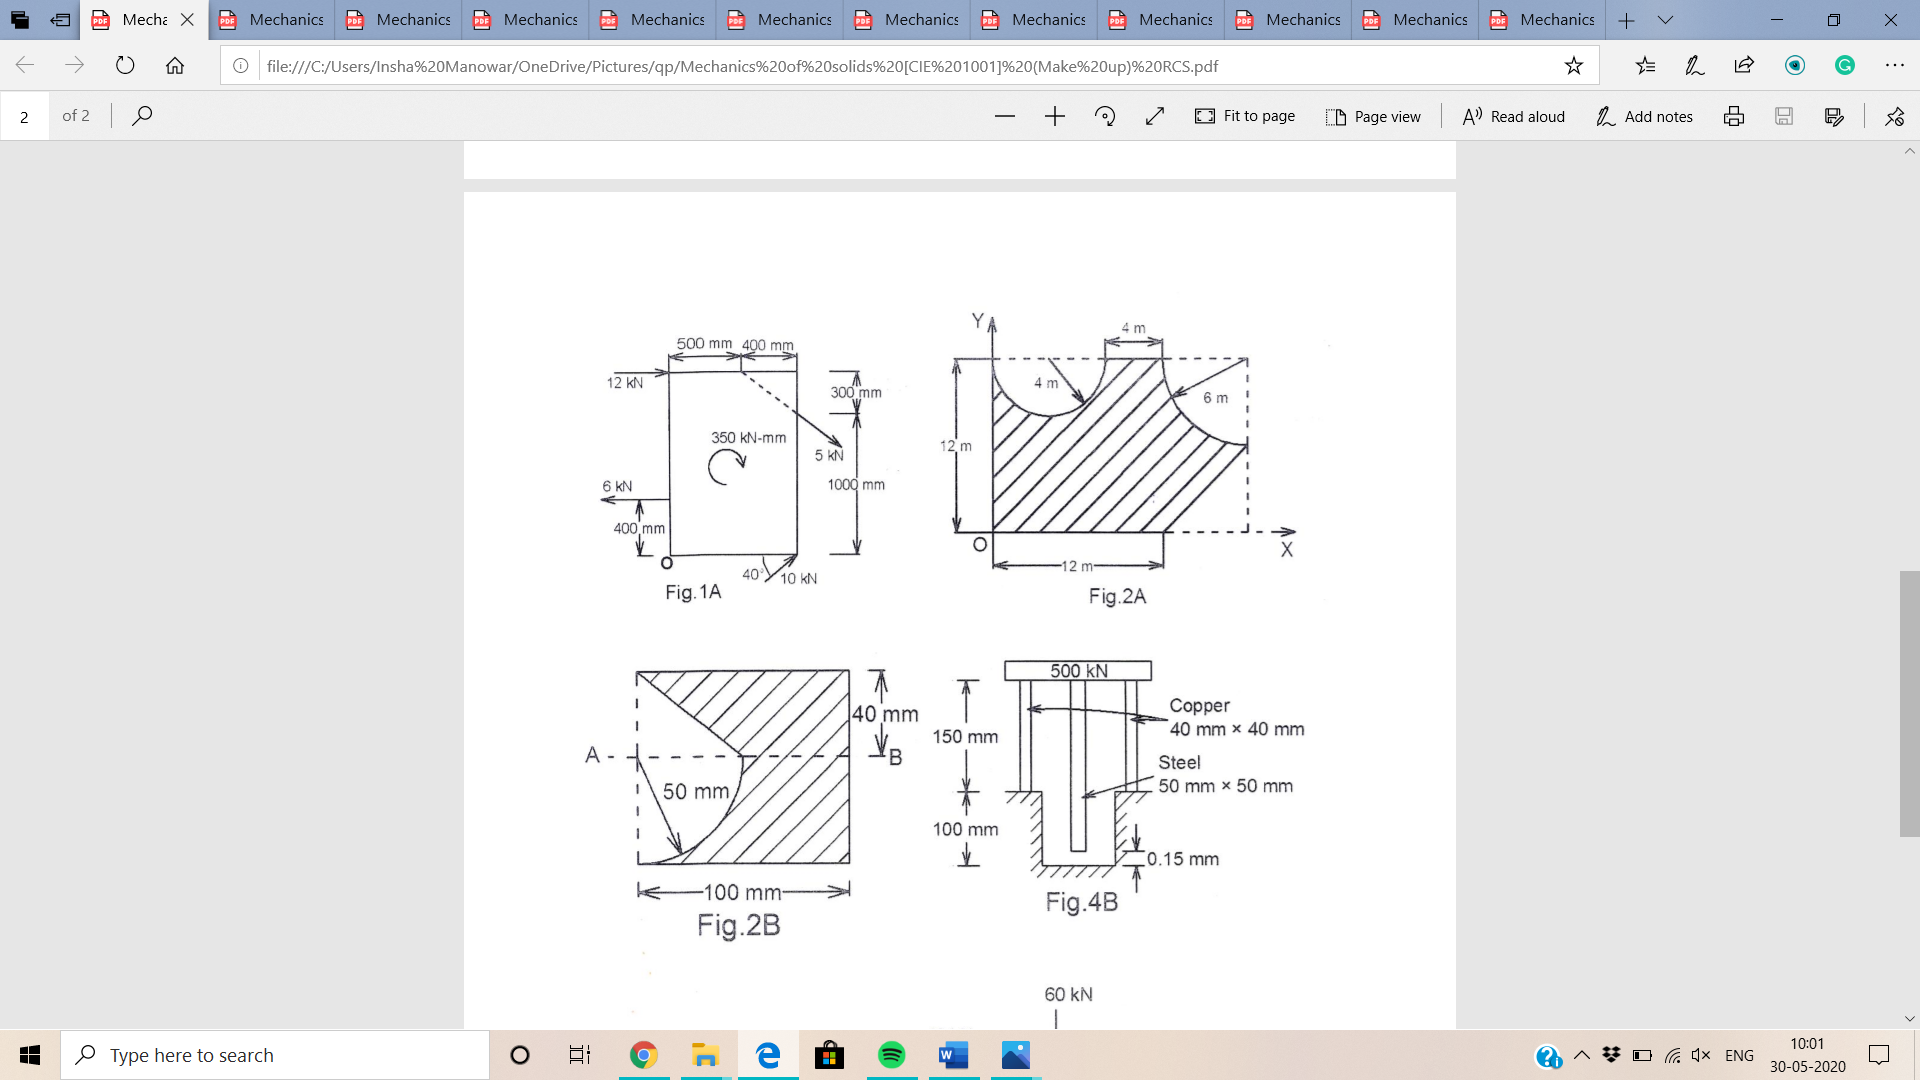 Mecha
Mechanics
Mechanics
Mechanics
Mechanics
Mechanics
Mechanics
Mechanics
Mechanics
Mechanics
Mechanics
Mechanics
file:///C:/Users/Insha%20Manowar/OneDrive/Pictures/qp/Mechanics%20of%20solids%20[CIE%201001]%20(Make%20up)%20RCS.pdf
2 of 2
Fit to page
Page view
Read aloud
Add notes
500 mm 400 mm
12 kN
300 mm
350 kN-mm
5 kN
6 kN
1000 mm
400 mm
O
40° 10 kN
Fig.1A
Y
4 m
4 m
6 m
12 m
O
X
12 m
Fig.2A
40 mm
A
B
50 mm
100 mm
Fig.2B
500 kN
Copper
40 mm × 40 mm
150 mm
Steel
50 mm × 50 mm
100 mm
0.15 mm
Fig.4B
60 kN
Type here to search
ENG
10:01
30-05-2020